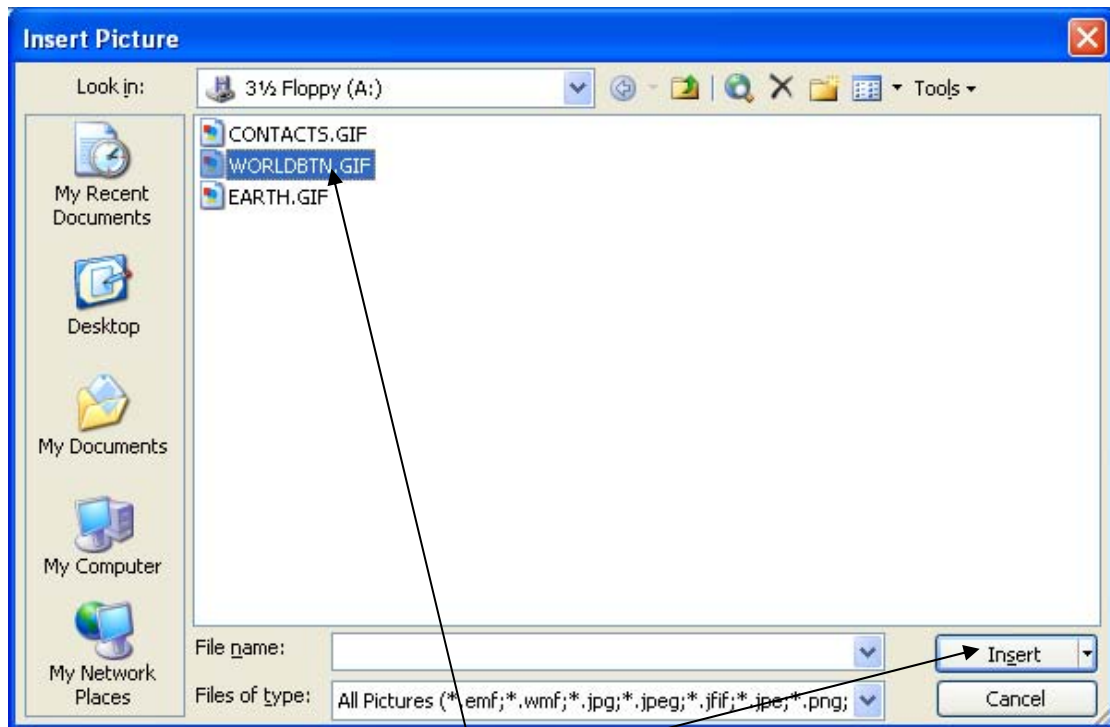 Insert Picture
Look in:
3½ Floppy (A:)
Tools
CONTACTS.GIF
WORLDBTN.GIF
EARTH.GIF
My Recent
Documents
Desktop
My Documents
My Computer
My Network
Places
File name:
Insert
Files of type:
All Pictures (*.emf;*.wmf;*.jpg;*.jpeg;*.jfif;*.jpe;*.png;
Cancel